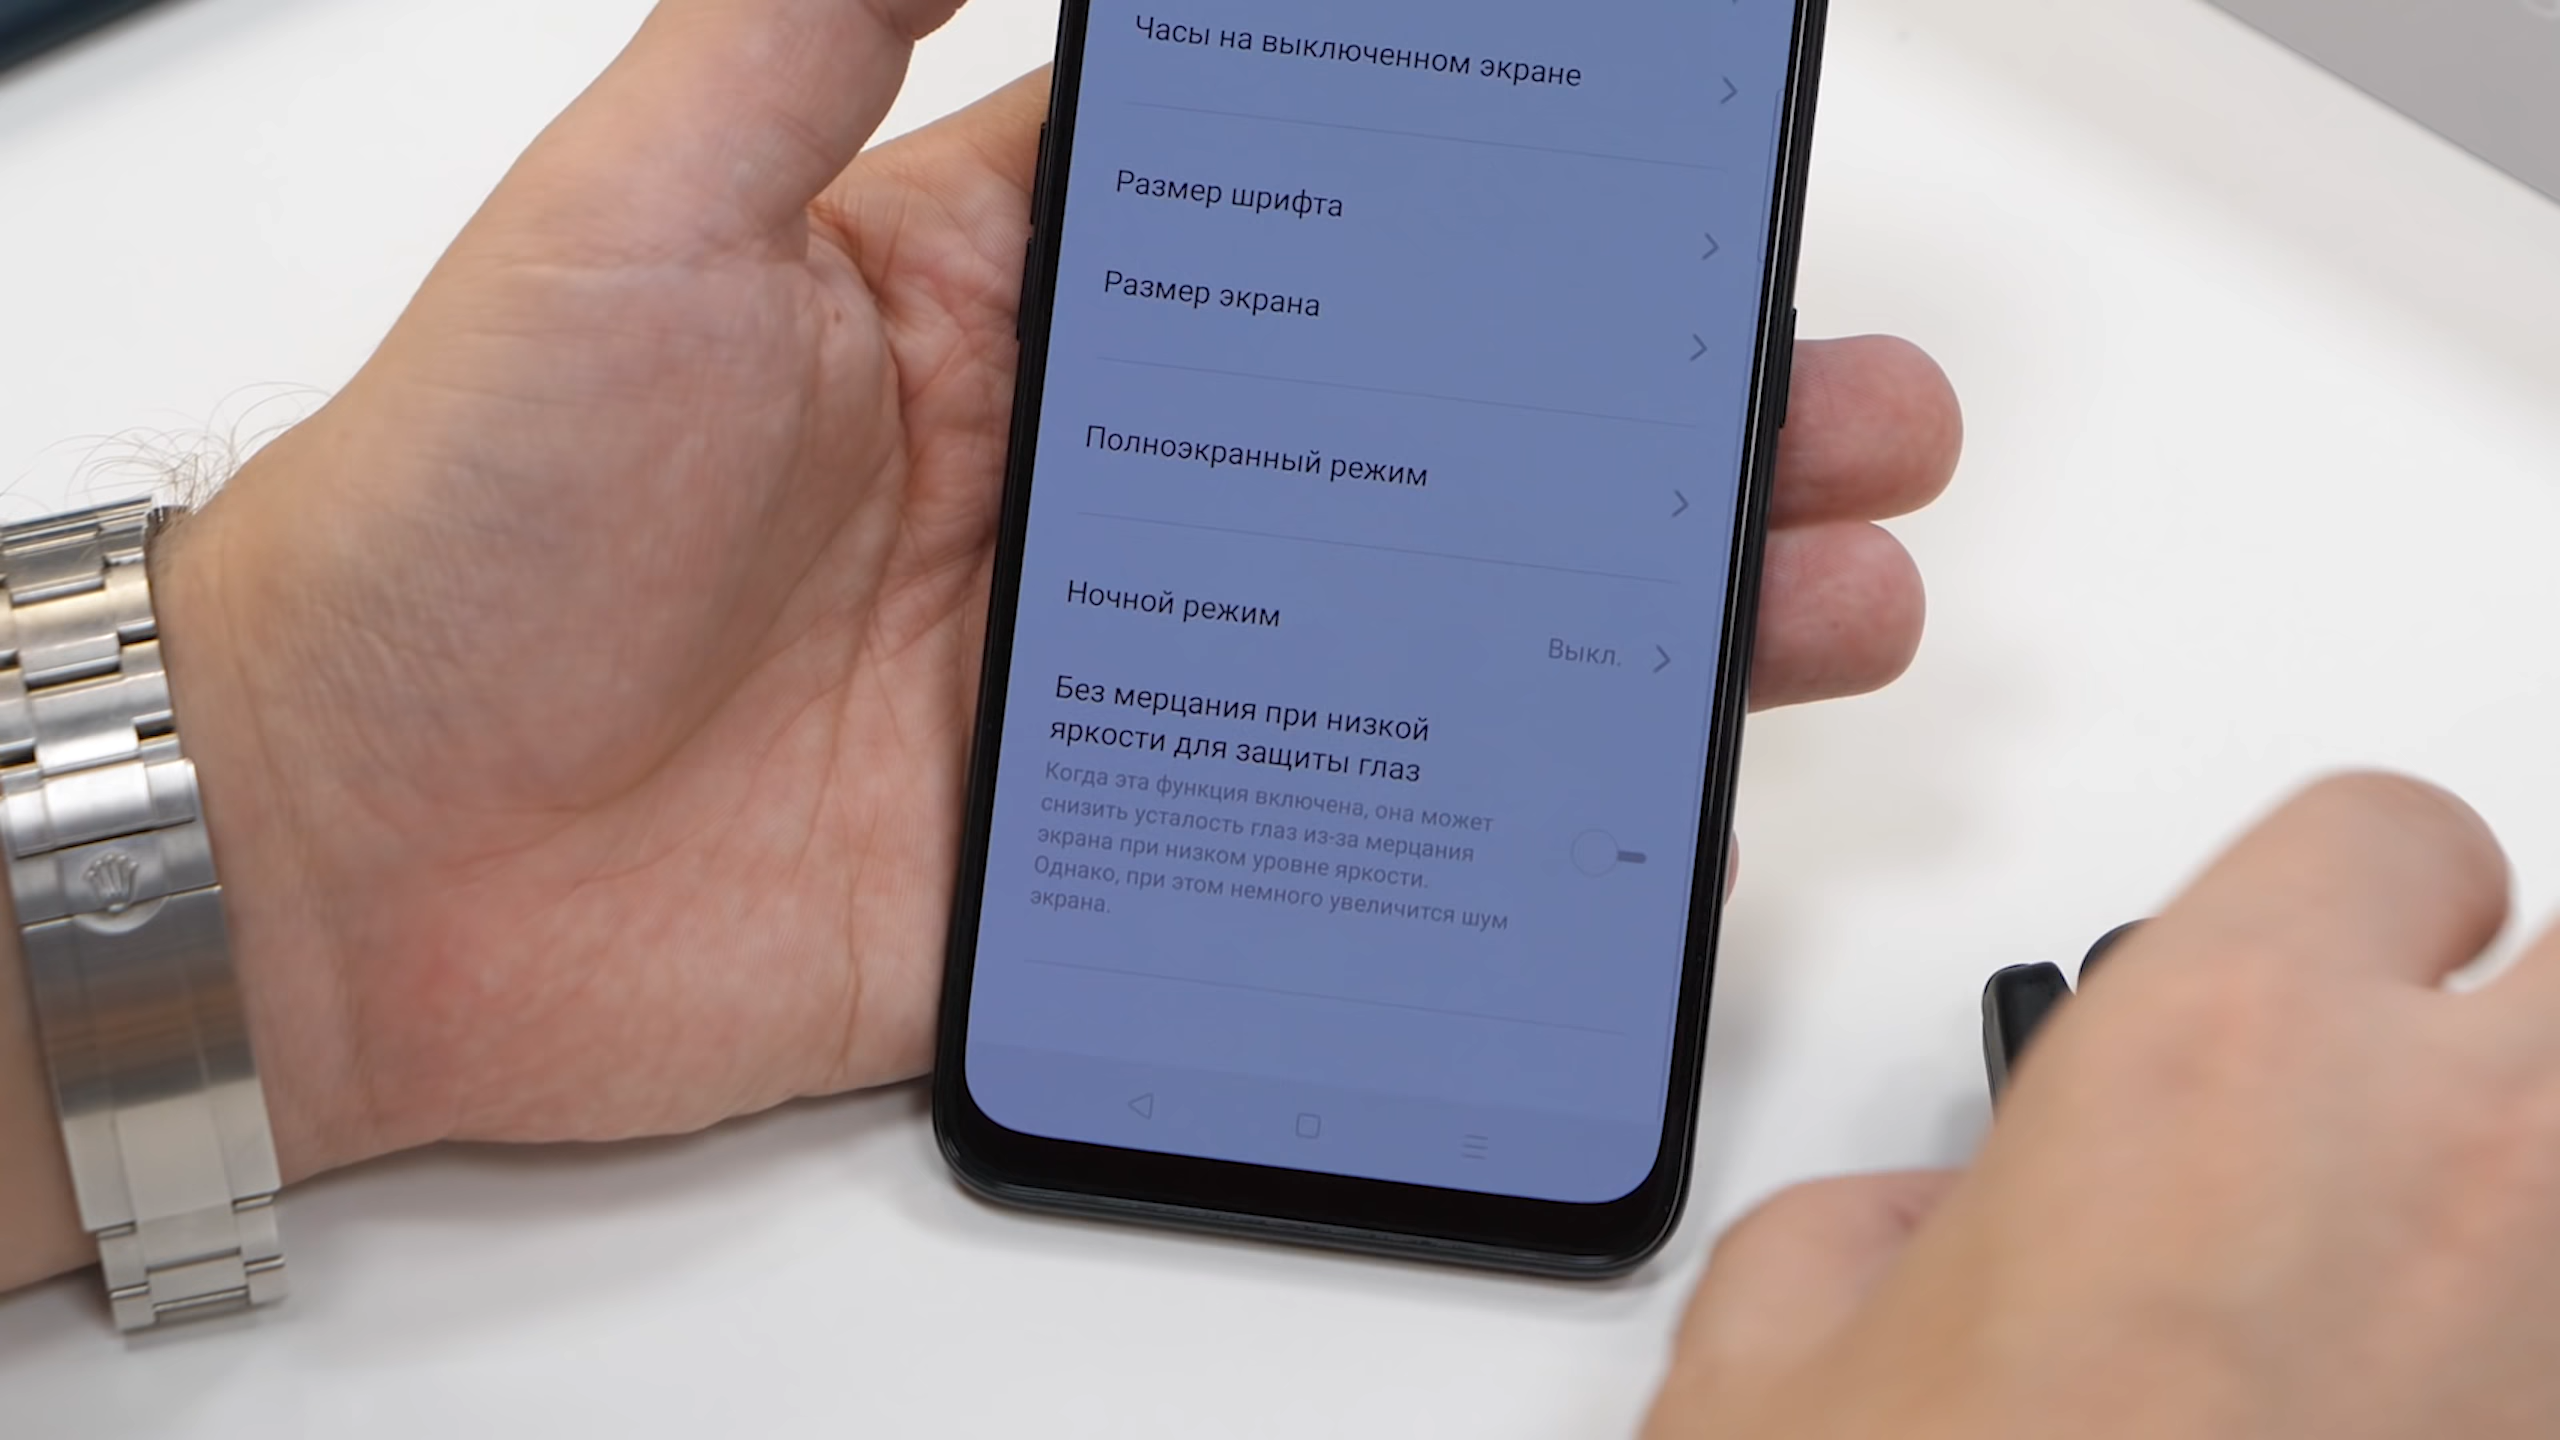 Часы на выключенном экране
Размер шрифта
Размер экрана
Полноэкранный режим
Ночной режим
Выкл.
Без мерцания при низкой
яркости для защиты глаз
Когда эта функция включена, она может
снизить усталость глаз из-за мерцания
экрана при низком уровне яркости.
Однако, при этом немного увеличится шум
экрана.